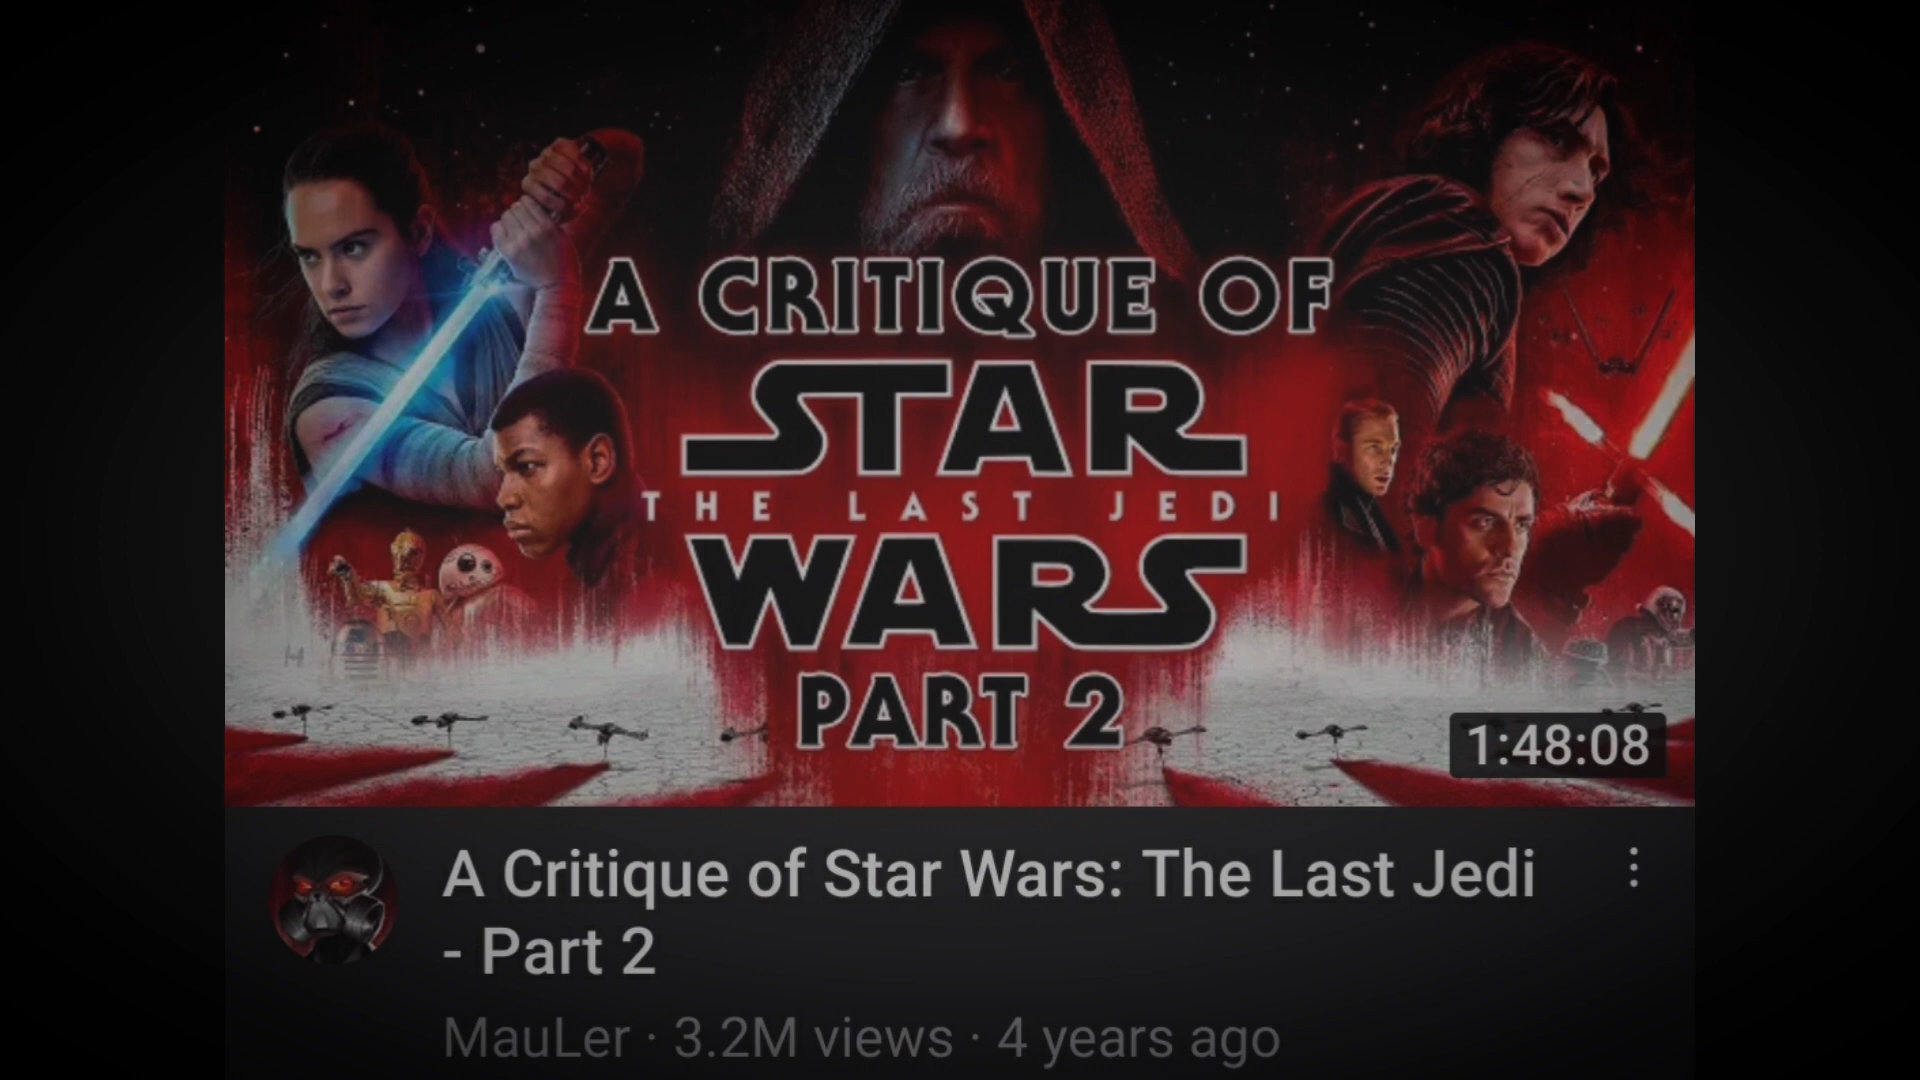 A CRITIQUE OF
STAR
THE LAST JEDI
WARS
PART 2
1:48:08
A Critique of Star Wars: The Last Jedi
- Part 2
MauLer · 3.2M views · 4 years ago